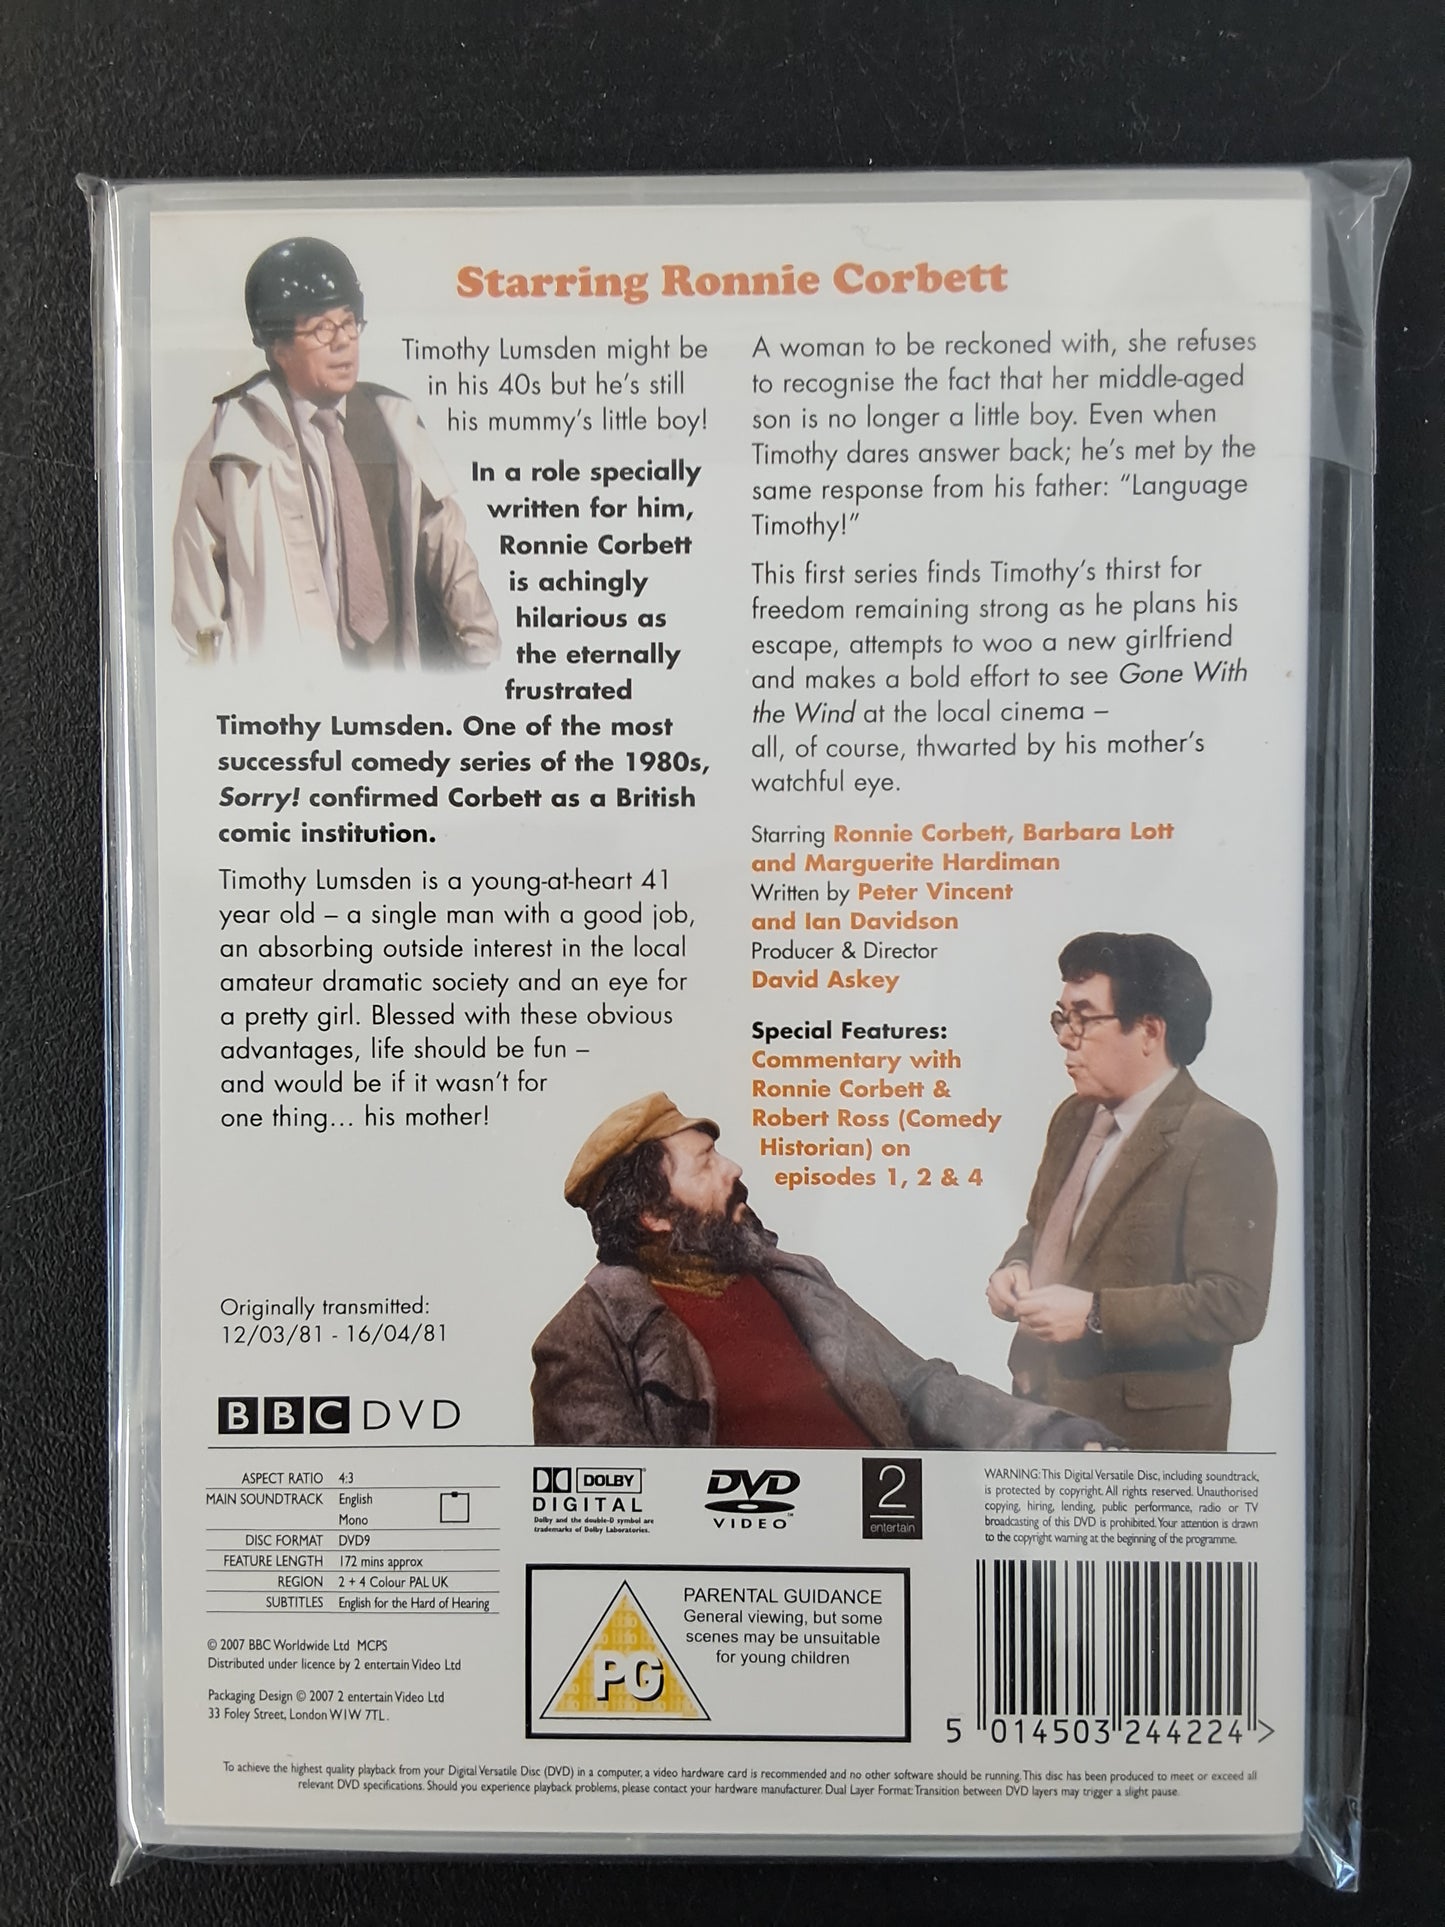 Starring Ronnie Corbett
Timothy Lumsden might be
in his 40s but he's still
his mummy's little boy!
In a role specially
written for him,
Ronnie Corbett
is achingly
hilarious as
the eternally
frustrated
Timothy Lumsden. One of the most
successful comedy series of the 1980s,
Sorry! confirmed Corbett as a British
comic institution.
Timothy Lumsden is a young-at-heart 41
year old – a single man with a good job,
an absorbing outside interest in the local
amateur dramatic society and an eye for
a pretty girl. Blessed with these obvious
advantages, life should be fun –
and would be if it wasn't for
one thing... his mother!
A woman to be reckoned with, she refuses
to recognise the fact that her middle-aged
son is no longer a little boy. Even when
Timothy dares answer back; he's met by the
same response from his father: "Language
Timothy!"
This first series finds Timothy's thirst for
freedom remaining strong as he plans his
escape, attempts to woo a new girlfriend
and makes a bold effort to see Gone With
the Wind at the local cinema –
all, of course, thwarted by his mother's
watchful eye.
Starring Ronnie Corbett, Barbara Lott
and Marguerite Hardiman
Written by Peter Vincent
and Ian Davidson
Producer & Director
David Askey
Special Features:
Commentary with
Ronnie Corbett &
Robert Ross (Comedy
Historian) on
episodes 1, 2 & 4
Originally transmitted:
12/03/81 - 16/04/81
BBC DVD
ASPECT RATIO 4:3
MAIN SOUNDTRACK English
Mono
DISC FORMAT DVD9
FEATURE LENGTH 172 mins approx
REGION 2 + 4 Colour PAL UK
SUBTITLES English for the Hard of Hearing
© 2007 BBC Worldwide Ltd MCPS
Distributed under licence by 2 entertain Video Ltd
Packaging Design © 2007 2 entertain Video Ltd
33 Foley Street, London W1W 7TL.
DOLBY
DIGITAL
Dolby and the double-D symbol are
trademarks of Dolby Laboratories.
DVD
VIDEO™
2
entertain
WARNING: This Digital Versatile Disc, including soundtrack,
is protected by copyright. All rights reserved. Unauthorised
copying, hiring, lending, public performance, radio or TV
broadcasting of this DVD is prohibited. Your attention is drawn
to the copyright warning at the beginning of the programme.
PG
PARENTAL GUIDANCE
General viewing, but some
scenes may be unsuitable
for young children
5 014503 244224 >
To achieve the highest quality playback from your Digital Versatile Disc (DVD) in a computer, a video hardware card is recommended and no other software should be running. This disc has been produced to meet or exceed all
relevant DVD specifications. Should you experience playback problems, please contact your hardware manufacturer. Dual Layer Format: Transition between DVD layers may trigger a slight pause.